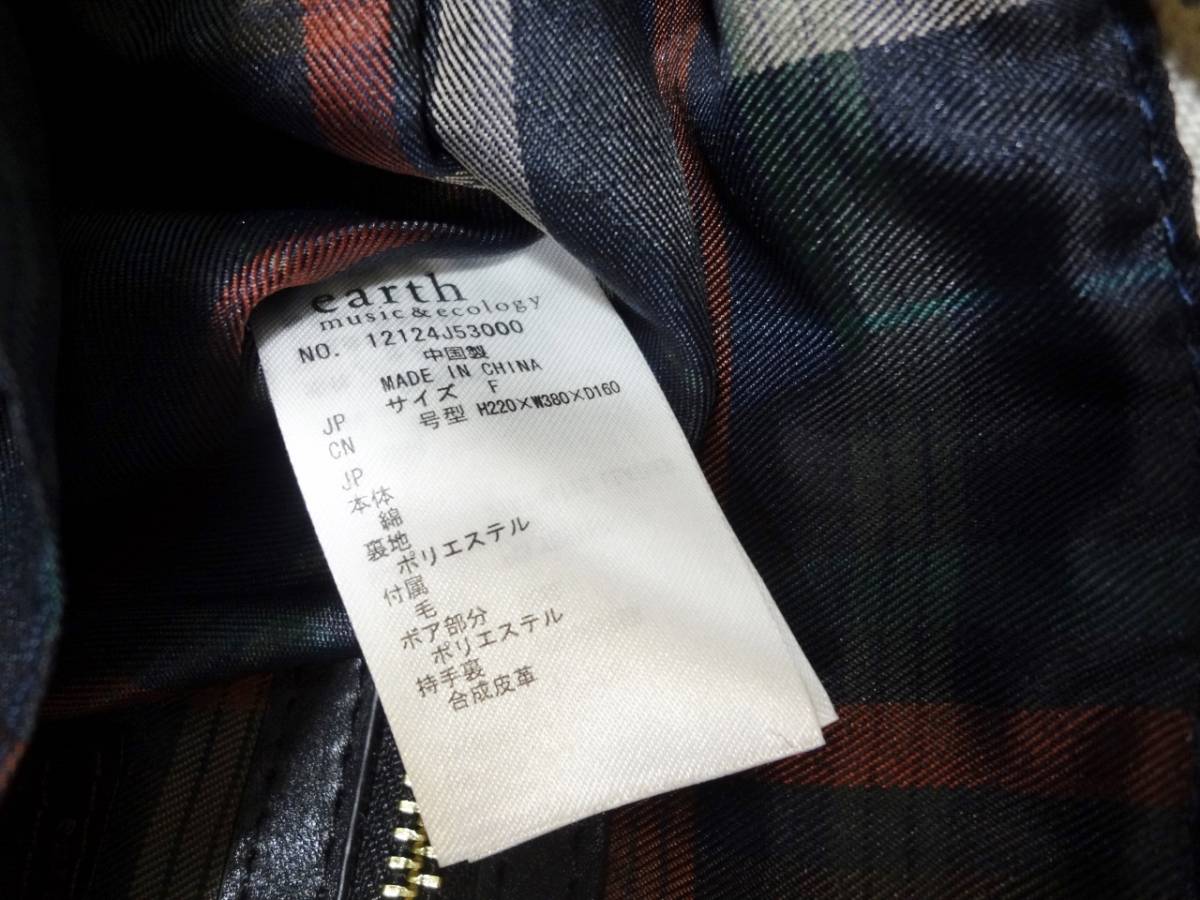 earth
music&ecology
NO. 12124J53000
中国製
MADE IN CHINA
JP サイズ F
CN 号型 H220×W380×D160
JP
本体
綿
裏地
ポリエステル
付属
毛
ボア部分
ポリエステル
持手裏
合成皮革